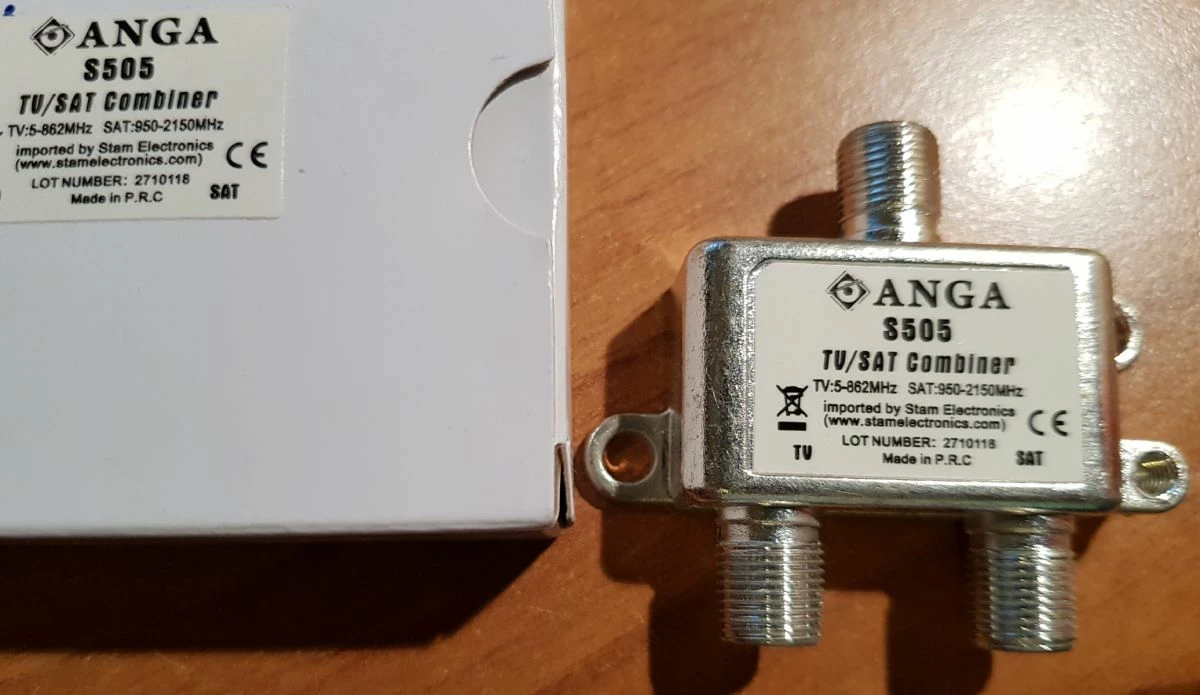 ANGA
S505
TV/SAT Combiner
TV:5-862MHz SAT:950-2150MHz
imported by Stam Electronics
(www.stamelectronics.com)
CE
LOT NUMBER: 2710118
Made in P.R.C
SAT
ANGA
S505
TV/SAT Combiner
TV:5-862MHz SAT:950-2150MHz
imported by Stam Electronics
(www.stamelectronics.com)
CE
LOT NUMBER: 2710118
TV
Made in P.R.C
SAT